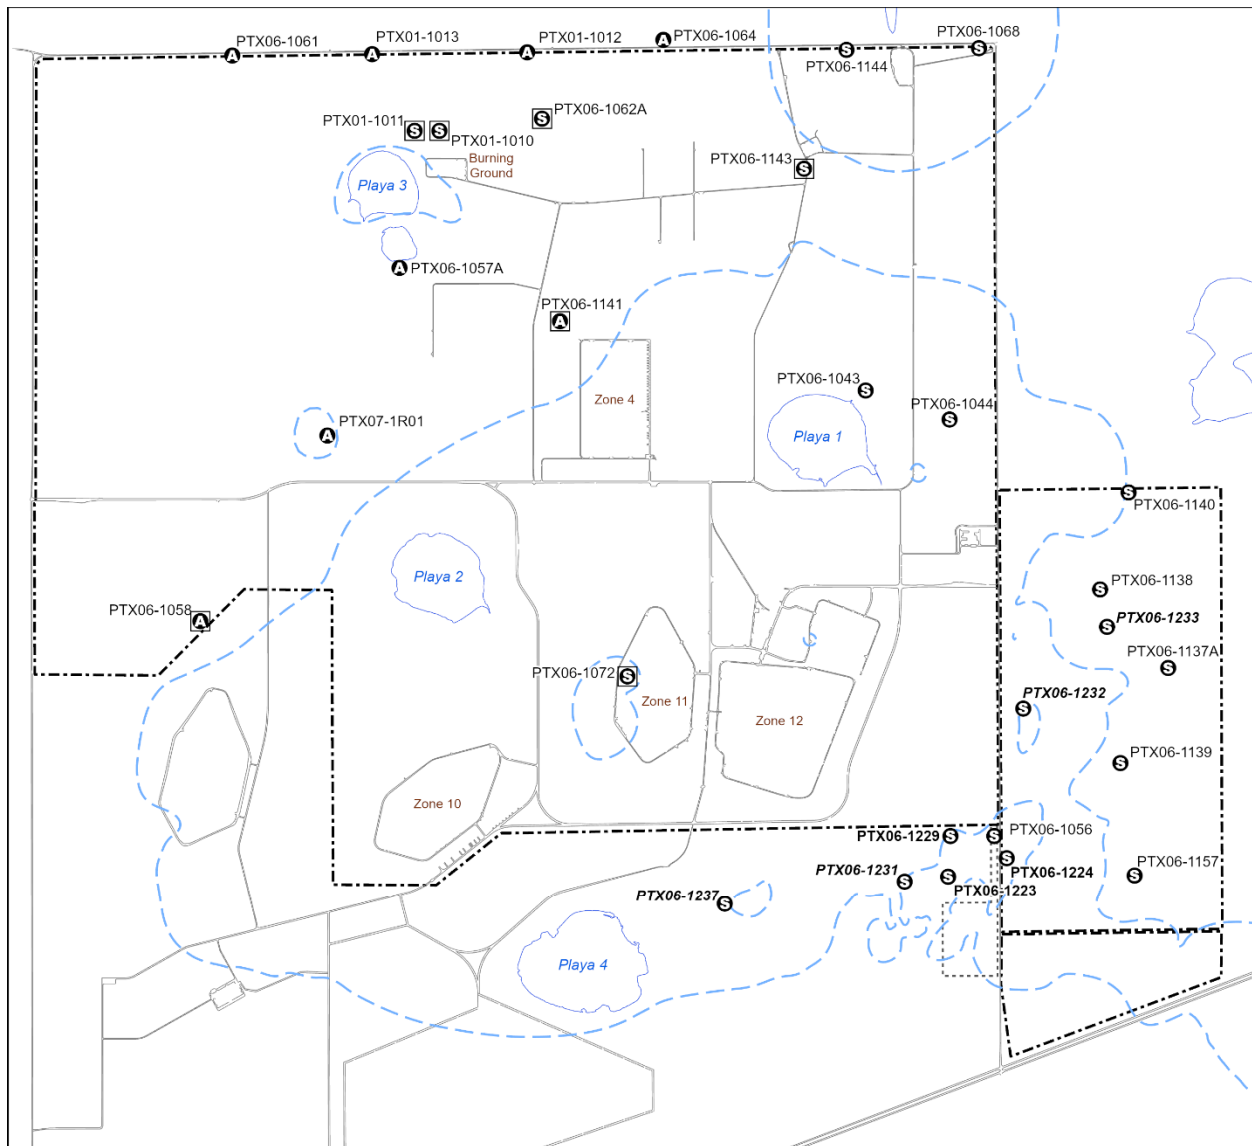 PTX06-1061
A
PTX01-1013
A
PTX01-1012
A
PTX06-1064
A
PTX06-1144
S
PTX06-1068
S
PTX01-1011
S
S
PTX01-1010
PTX06-1062A
S
Burning
Ground
PTX06-1143
S
Playa 3
PTX06-1057A
A
PTX06-1141
A
PTX06-1043
S
Zone 4
PTX06-1044
S
PTX07-1R01
A
Playa 1
PTX06-1140
S
Playa 2
PTX06-1138
S
PTX06-1058
A
PTX06-1233
S
PTX06-1137A
S
PTX06-1072
S
Zone 11
PTX06-1232
S
Zone 12
PTX06-1139
S
Zone 10
PTX06-1229
S
S
PTX06-1056
PTX06-1224
S
PTX06-1157
S
PTX06-1231
S
S
PTX06-1223
PTX06-1237
S
Playa 4